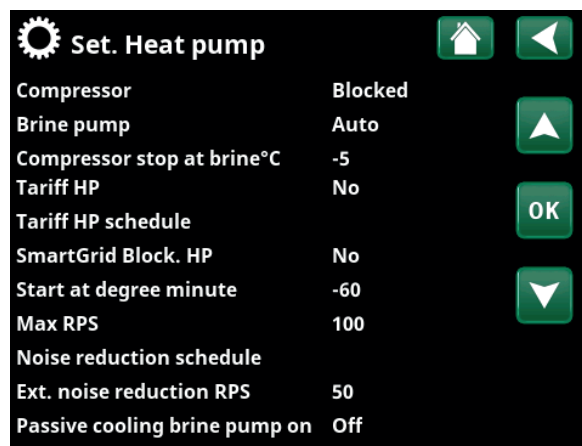 Set. Heat pump
Compressor Blocked
Brine pump Auto
Compressor stop at brine°C -5
Tariff HP No
Tariff HP schedule
SmartGrid Block. HP No
Start at degree minute -60
Max RPS 100
Noise reduction schedule
Ext. noise reduction RPS 50
Passive cooling brine pump on Off
OK